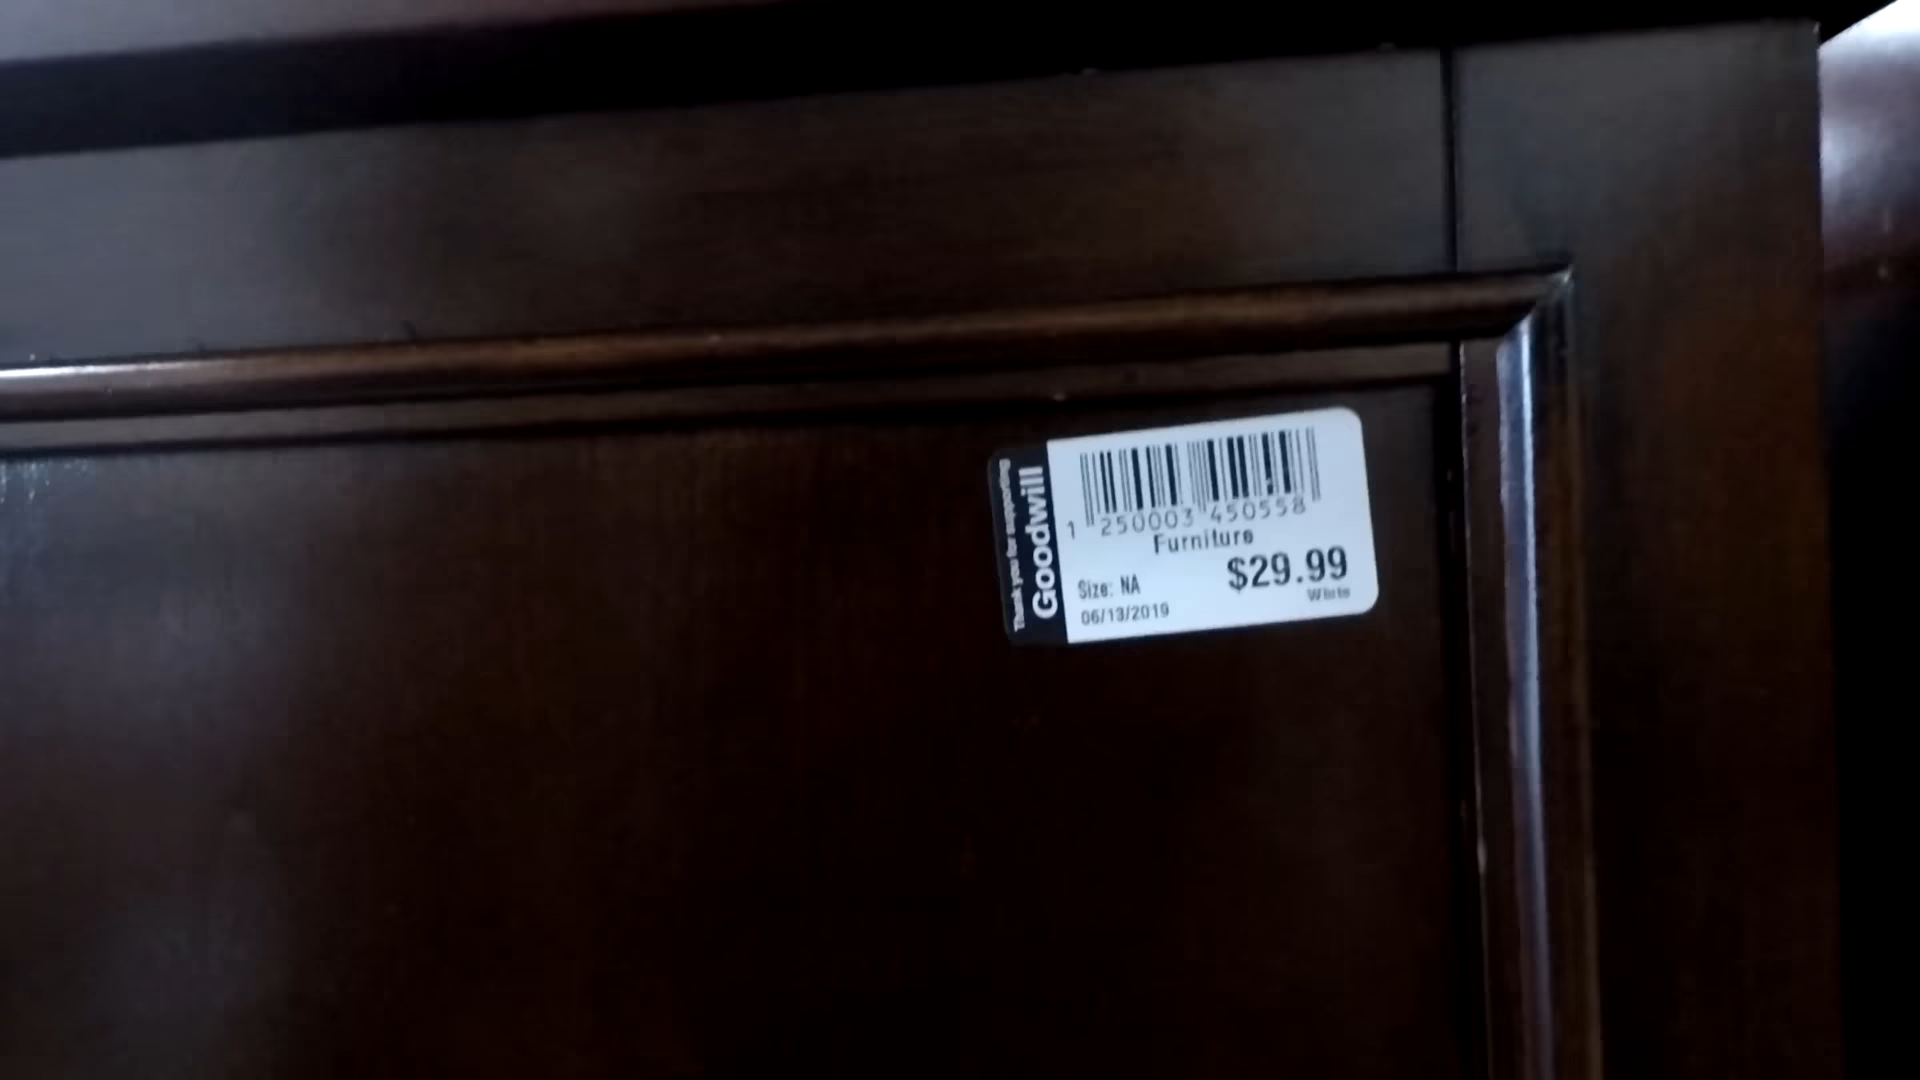 Thank you for supporting
Goodwill
1 250003 450558
Furniture
$29.99
White
Size: NA
06/13/2019